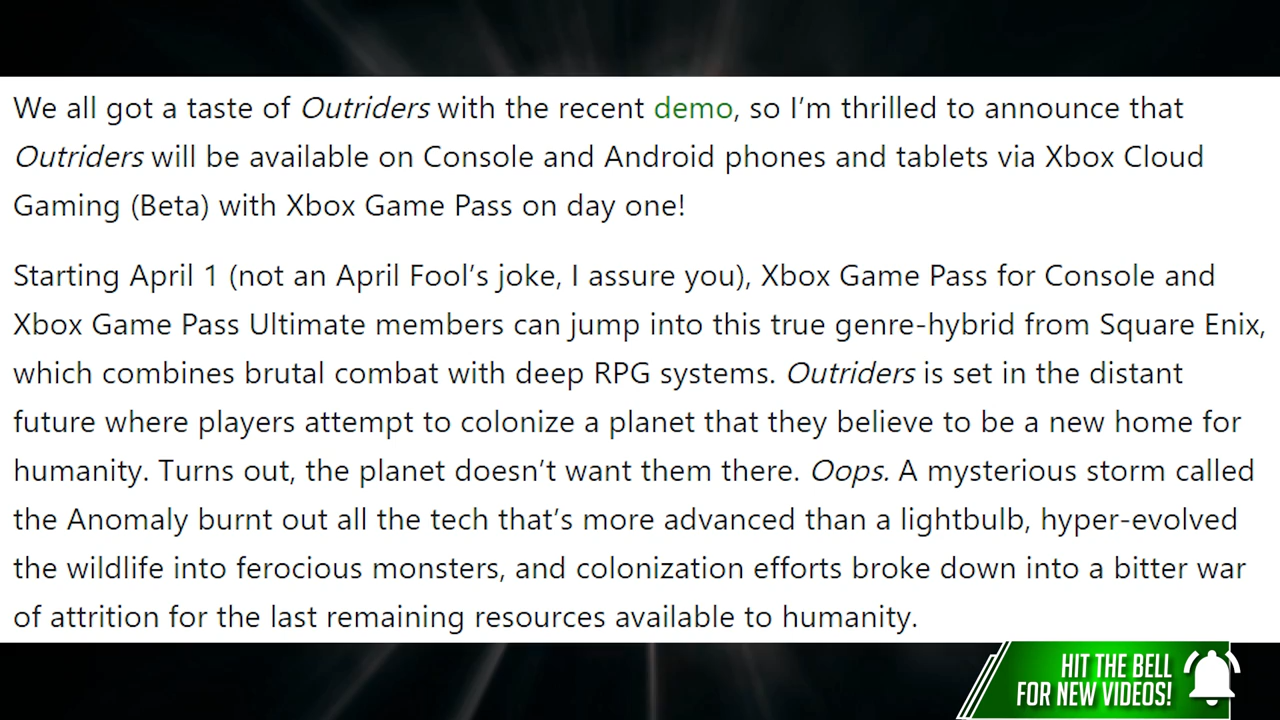 We all got a taste of Outriders with the recent demo, so I’m thrilled to announce that
Outriders will be available on Console and Android phones and tablets via Xbox Cloud
Gaming (Beta) with Xbox Game Pass on day one!
Starting April 1 (not an April Fool’s joke, I assure you), Xbox Game Pass for Console and
Xbox Game Pass Ultimate members can jump into this true genre-hybrid from Square Enix,
which combines brutal combat with deep RPG systems. Outriders is set in the distant
future where players attempt to colonize a planet that they believe to be a new home for
humanity. Turns out, the planet doesn’t want them there. Oops. A mysterious storm called
the Anomaly burnt out all the tech that’s more advanced than a lightbulb, hyper-evolved
the wildlife into ferocious monsters, and colonization efforts broke down into a bitter war
of attrition for the last remaining resources available to humanity.
HIT THE BELL
FOR NEW VIDEOS!